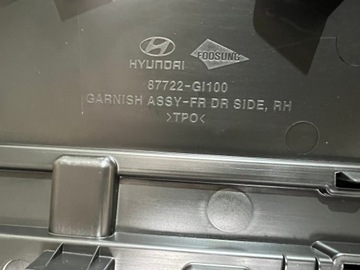 HYUNDAI FOOSUNG
87722-GI100
GARNISH ASSY-FR DR SIDE, RH
>TPO<